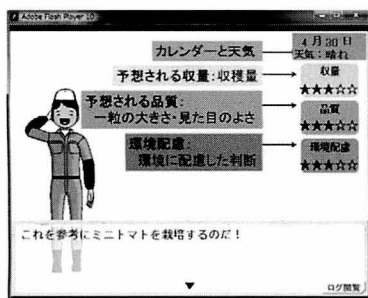 Adobe Flash Player 10
カレンダーと天気
4月30日
天気：晴れ
予想される収量：収穫量
収量
★★★☆☆
予想される品質：
一粒の大きさ・見た目のよさ
品質
★★★☆☆
環境配慮：
環境に配慮した判断
環境配慮
★★★☆☆
これを参考にミニトマトを栽培するのだ！
▼
ログ閲覧